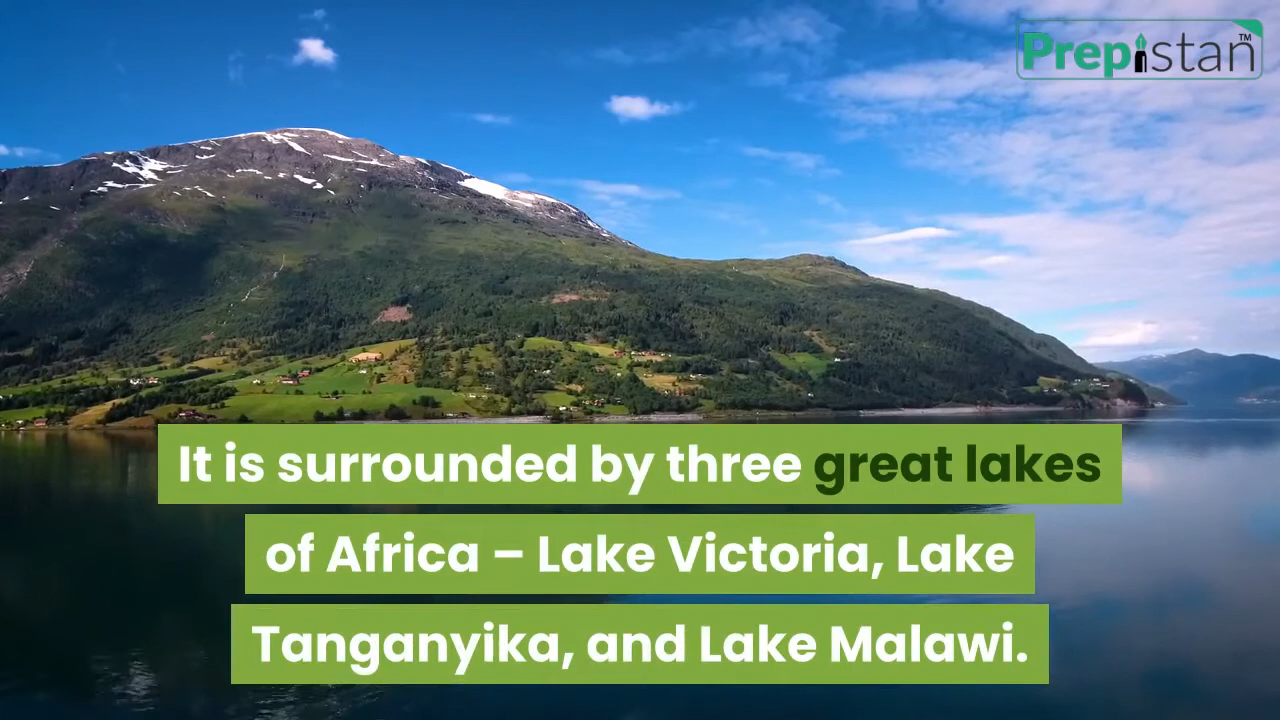 Prepistan™
It is surrounded by three great lakes
of Africa – Lake Victoria, Lake
Tanganyika, and Lake Malawi.